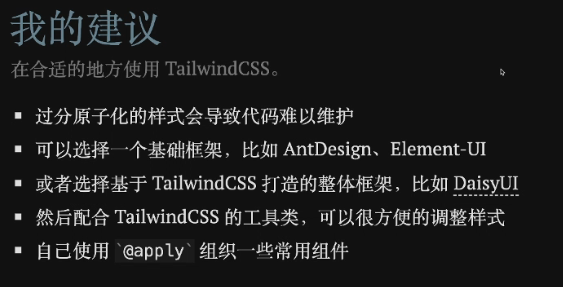 我的建议
在合适的地方使用 TailwindCSS。
过分原子化的样式会导致代码难以维护
可以选择一个基础框架，比如 AntDesign、Element-UI
或者选择基于 TailwindCSS 打造的整体框架，比如 DaisyUI
然后配合 TailwindCSS 的工具类，可以很方便的调整样式
自己使用 `@apply` 组织一些常用组件